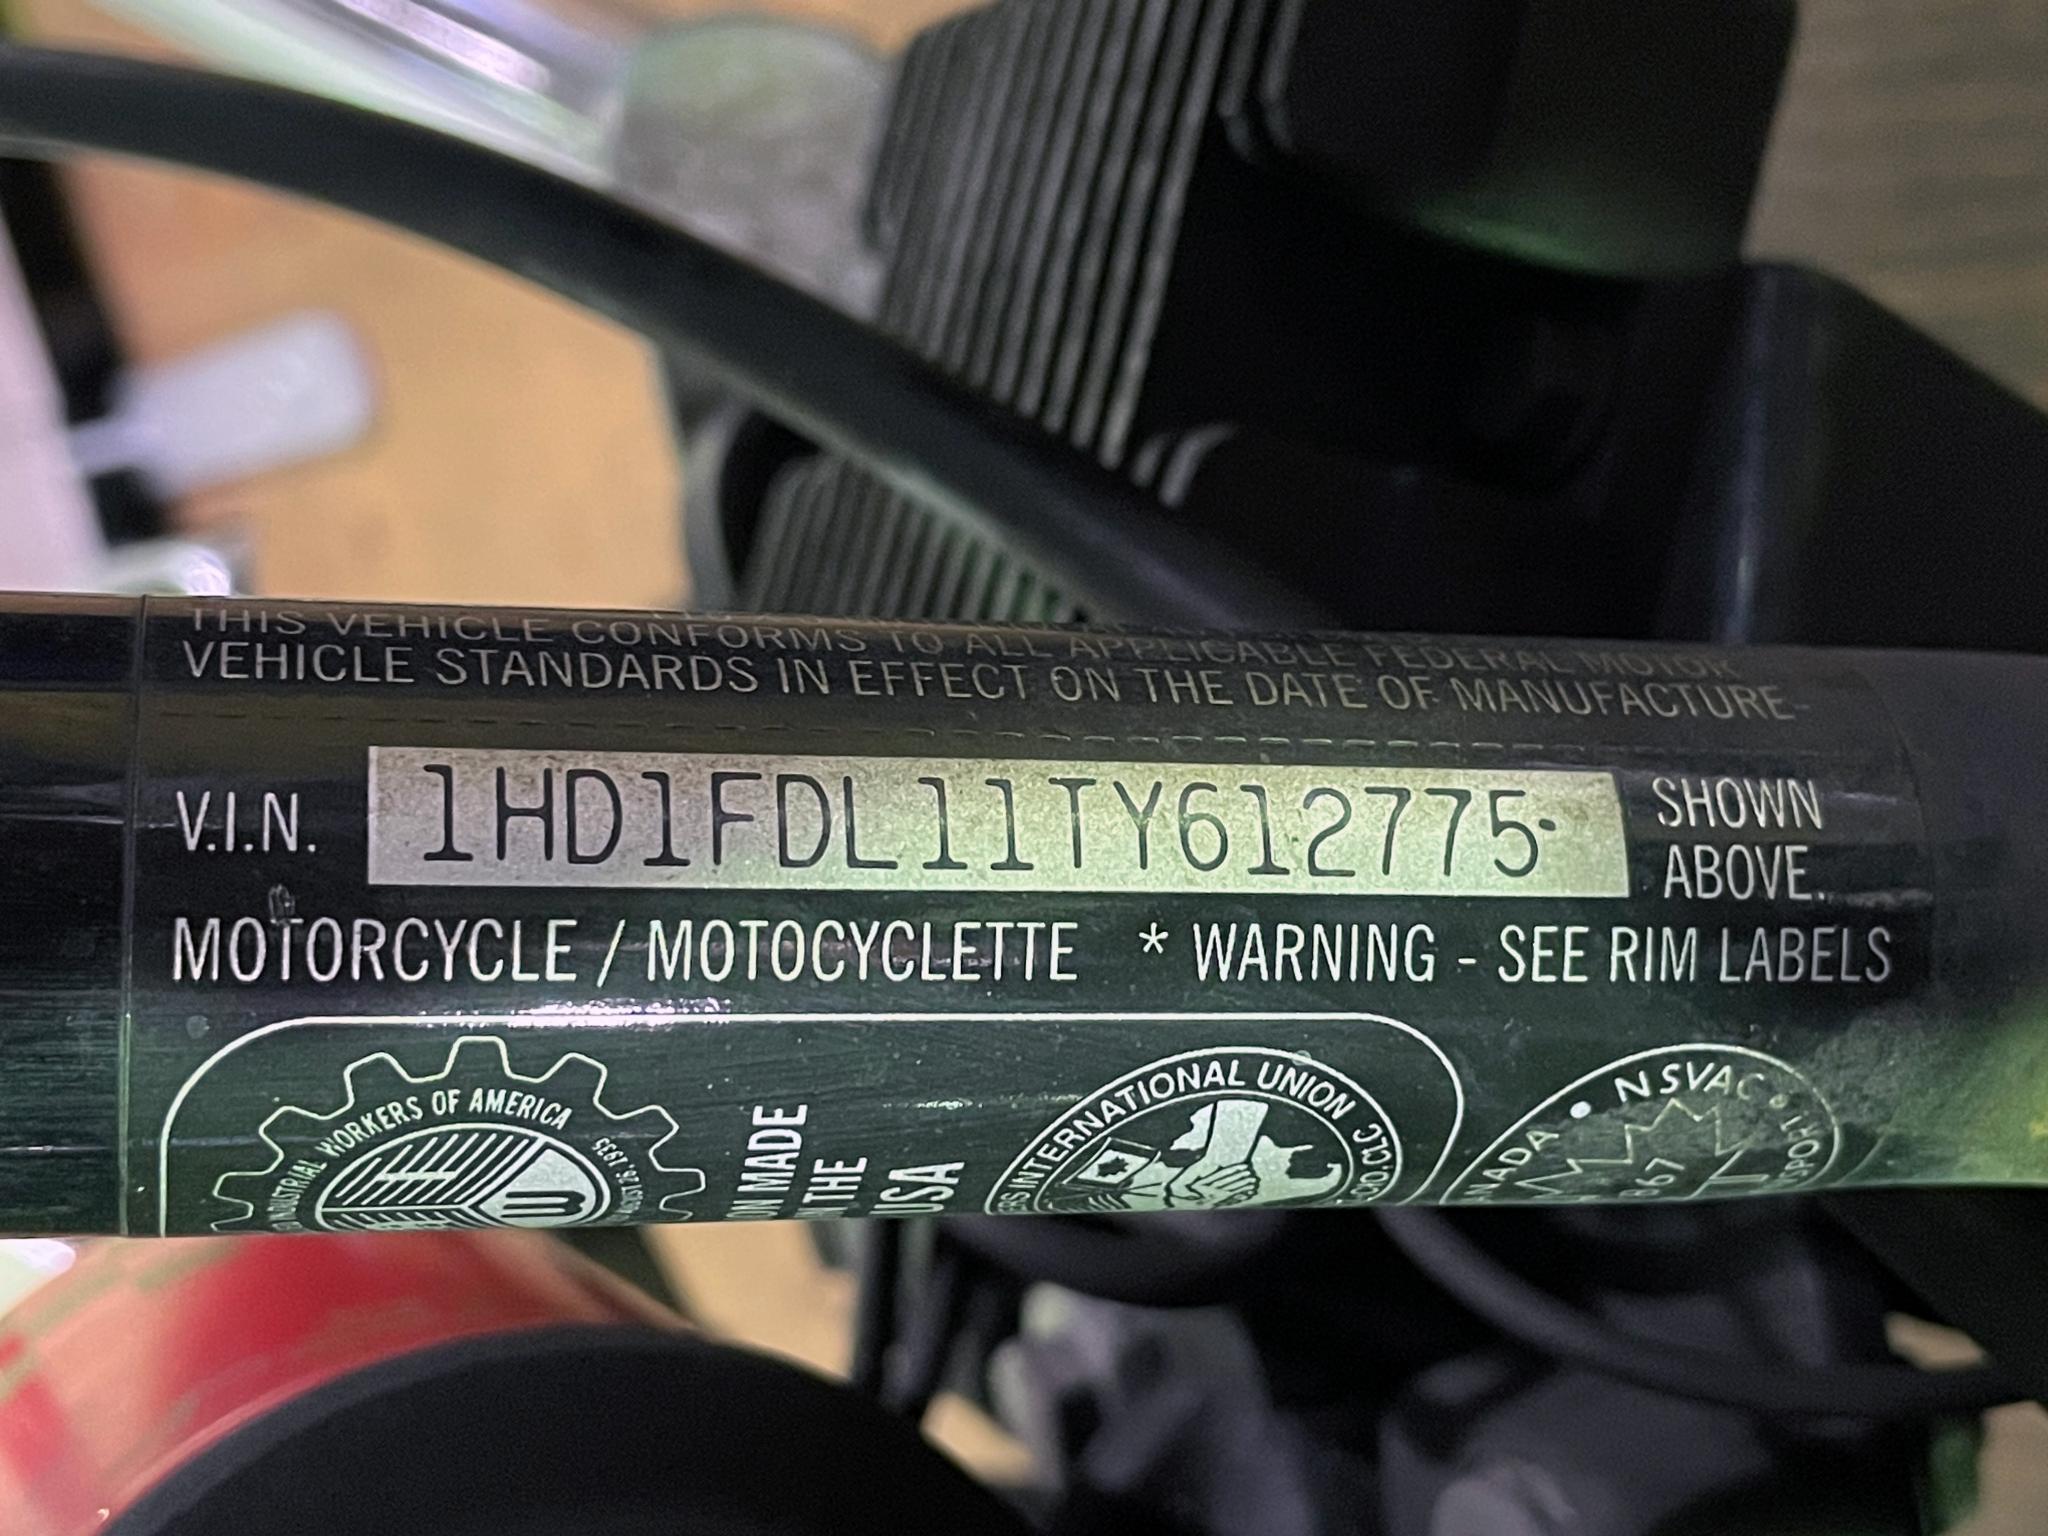 THIS VEHICLE CONFORMS TO ALL APPLICABLE FEDERAL MOTOR
VEHICLE STANDARDS IN EFFECT ON THE DATE OF MANUFACTURE-
V.I.N. 1HD1FDL11TY612775 SHOWN
ABOVE.
MOTORCYCLE / MOTOCYCLETTE * WARNING - SEE RIM LABELS
INDUSTRIAL WORKERS OF AMERICA
MADE
THE
USA
INTERNATIONAL UNION
NSVAC